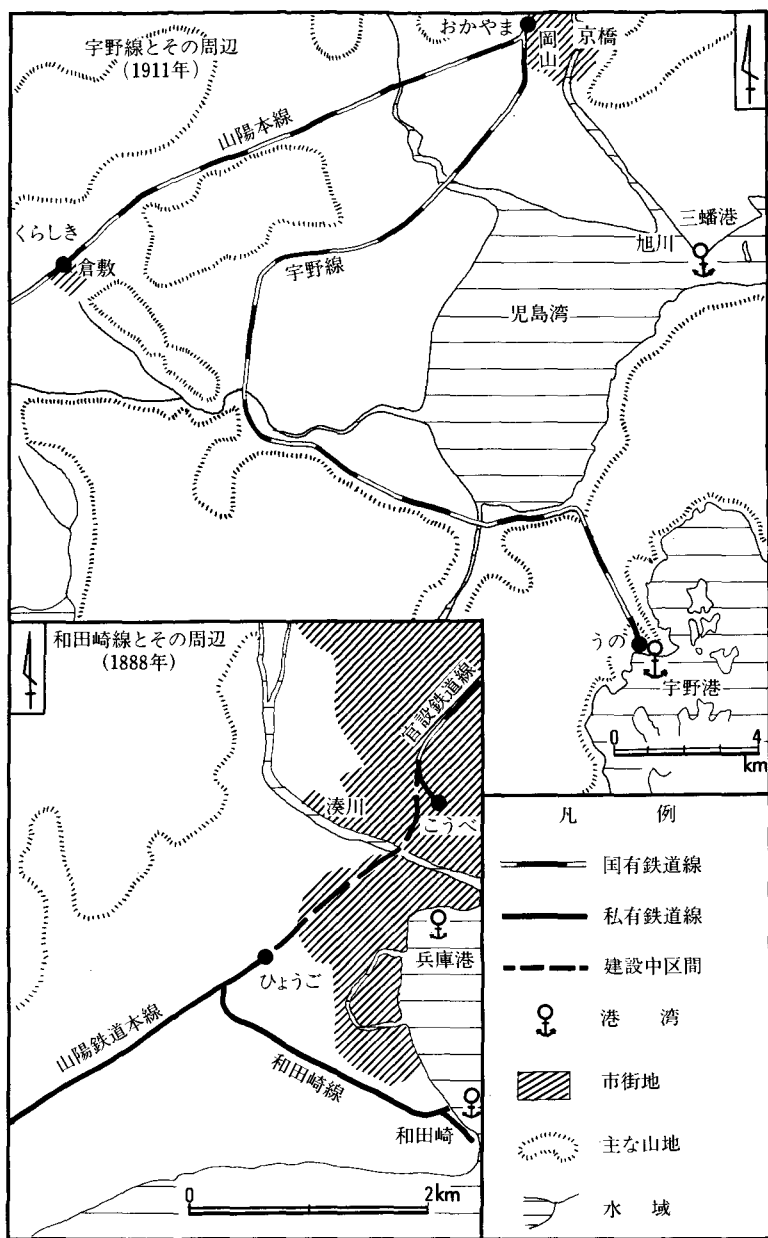 宇野線とその周辺
(1911年)
おかやま
岡山
京橋
山陽本線
くらしき
倉敷
宇野線
旭川
三蟠港
児島湾
うの
宇野港
0 4
km
和田崎線とその周辺
(1888年)
官設鉄道線
湊川
こうべ
ひょうご
兵庫港
山陽鉄道本線
和田崎線
和田崎
0 2km
凡 例
国有鉄道線
私有鉄道線
建設中区間
港 湾
市街地
主な山地
水 域